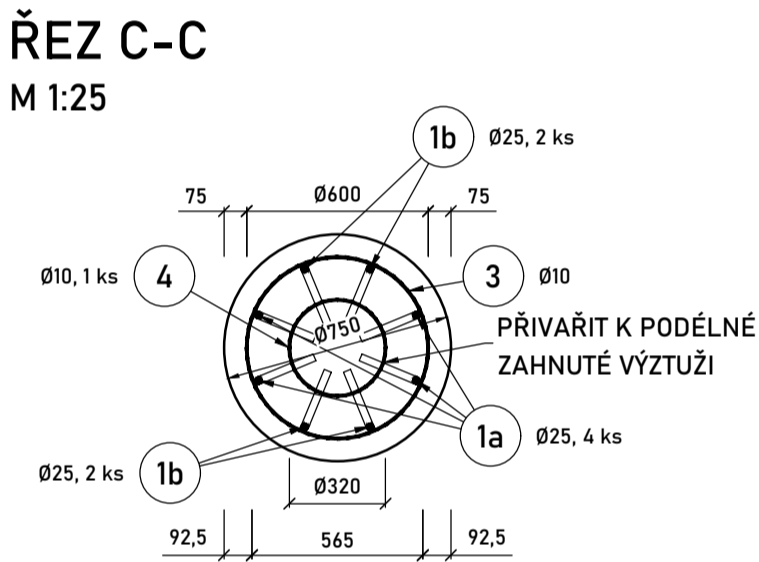 ŘEZ C-C
M 1:25
1b Ø25, 2 ks
75 Ø600 75
Ø10, 1 ks 4
3 Ø10
Ø750
PŘIVAŘIT K PODÉLNÉ
ZAHNUTÉ VÝZTUŽI
1a Ø25, 4 ks
Ø25, 2 ks 1b
Ø320
92,5 565 92,5